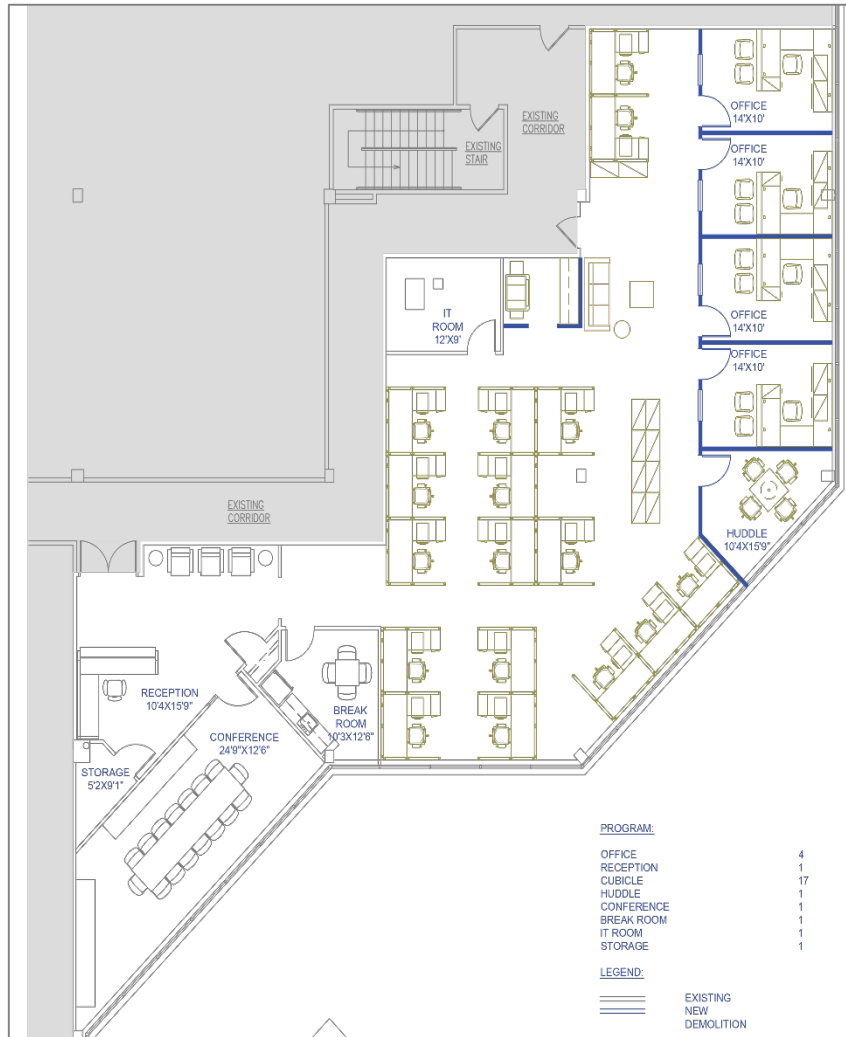 EXISTING
CORRIDOR
EXISTING
STAIR
OFFICE
14'X10'
OFFICE
14'X10'
OFFICE
14'X10'
OFFICE
14'X10'
IT
ROOM
12'X9'
EXISTING
CORRIDOR
HUDDLE
10'4X15'9"
RECEPTION
10'4X15'9"
BREAK
ROOM
10'3X12'6"
CONFERENCE
24'9"X12'6"
STORAGE
5'2X9'1"
PROGRAM:
OFFICE 4
RECEPTION 1
CUBICLE 17
HUDDLE 1
CONFERENCE 1
BREAK ROOM 1
IT ROOM 1
STORAGE 1
LEGEND:
EXISTING
NEW
DEMOLITION